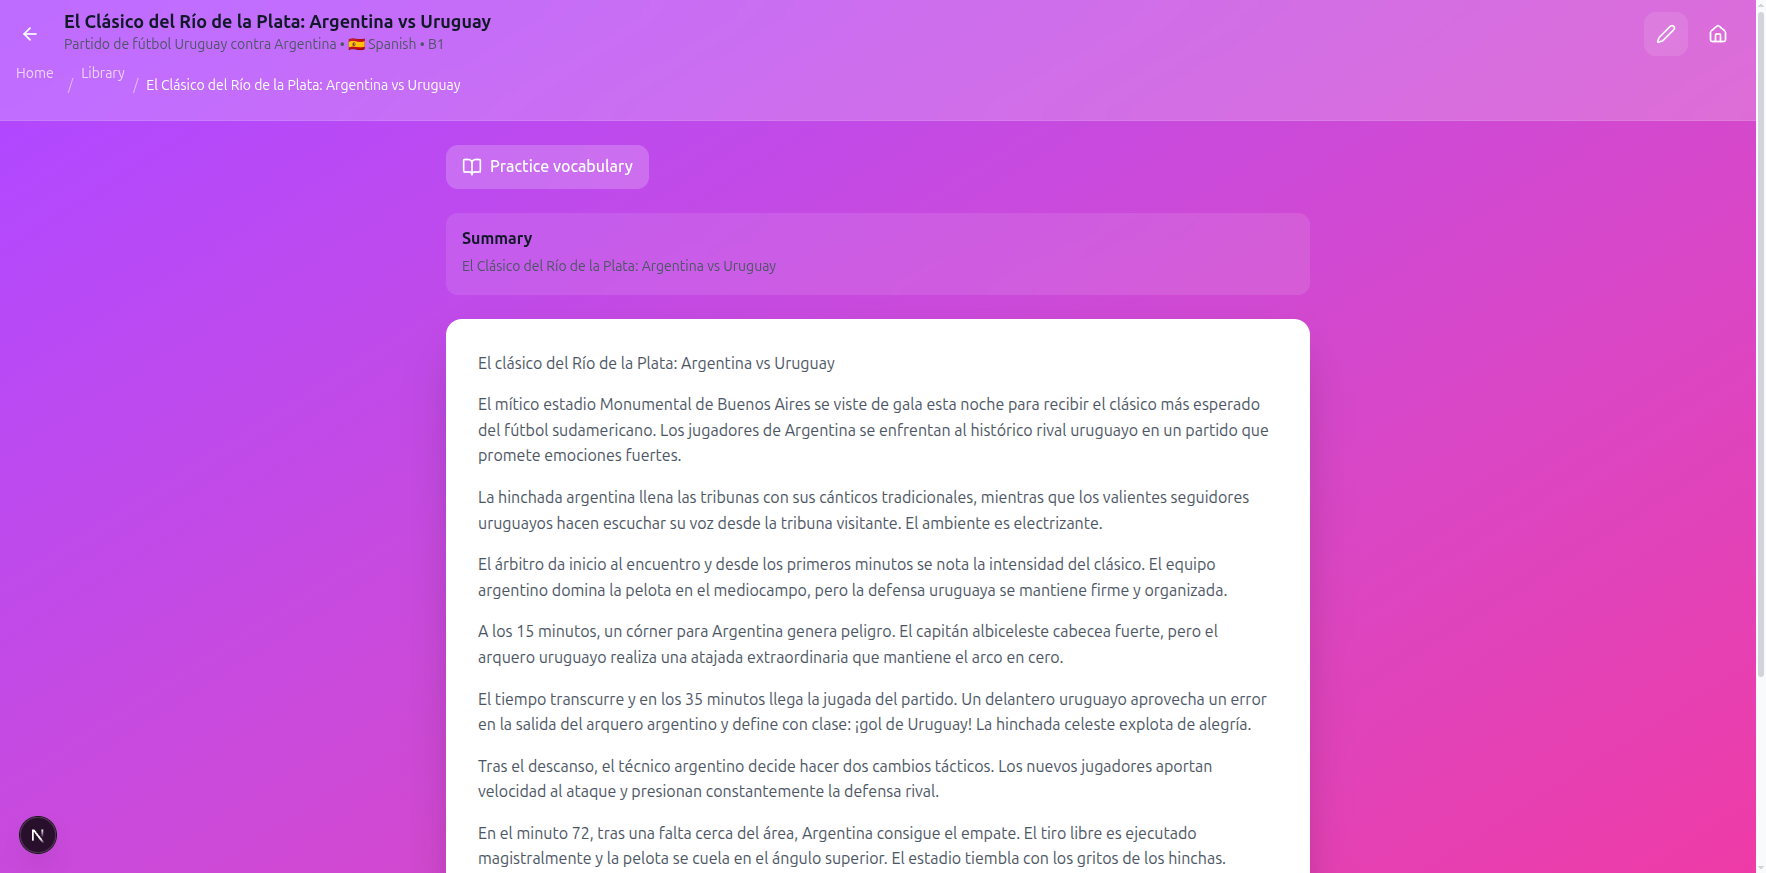 El Clásico del Río de la Plata: Argentina vs Uruguay
Partido de fútbol Uruguay contra Argentina • 🇪🇸 Spanish • B1
Home / Library / El Clásico del Río de la Plata: Argentina vs Uruguay
Practice vocabulary
Summary
El Clásico del Río de la Plata: Argentina vs Uruguay
El clásico del Río de la Plata: Argentina vs Uruguay
El mítico estadio Monumental de Buenos Aires se viste de gala esta noche para recibir el clásico más esperado
del fútbol sudamericano. Los jugadores de Argentina se enfrentan al histórico rival uruguayo en un partido que
promete emociones fuertes.
La hinchada argentina llena las tribunas con sus cánticos tradicionales, mientras que los valientes seguidores
uruguayos hacen escuchar su voz desde la tribuna visitante. El ambiente es electrizante.
El árbitro da inicio al encuentro y desde los primeros minutos se nota la intensidad del clásico. El equipo
argentino domina la pelota en el mediocampo, pero la defensa uruguaya se mantiene firme y organizada.
A los 15 minutos, un córner para Argentina genera peligro. El capitán albiceleste cabecea fuerte, pero el
arquero uruguayo realiza una atajada extraordinaria que mantiene el arco en cero.
El tiempo transcurre y en los 35 minutos llega la jugada del partido. Un delantero uruguayo aprovecha un error
en la salida del arquero argentino y define con clase: ¡gol de Uruguay! La hinchada celeste explota de alegría.
Tras el descanso, el técnico argentino decide hacer dos cambios tácticos. Los nuevos jugadores aportan
velocidad al ataque y presionan constantemente la defensa rival.
En el minuto 72, tras una falta cerca del área, Argentina consigue el empate. El tiro libre es ejecutado
magistralmente y la pelota se cuela en el ángulo superior. El estadio tiembla con los gritos de los hinchas.
N